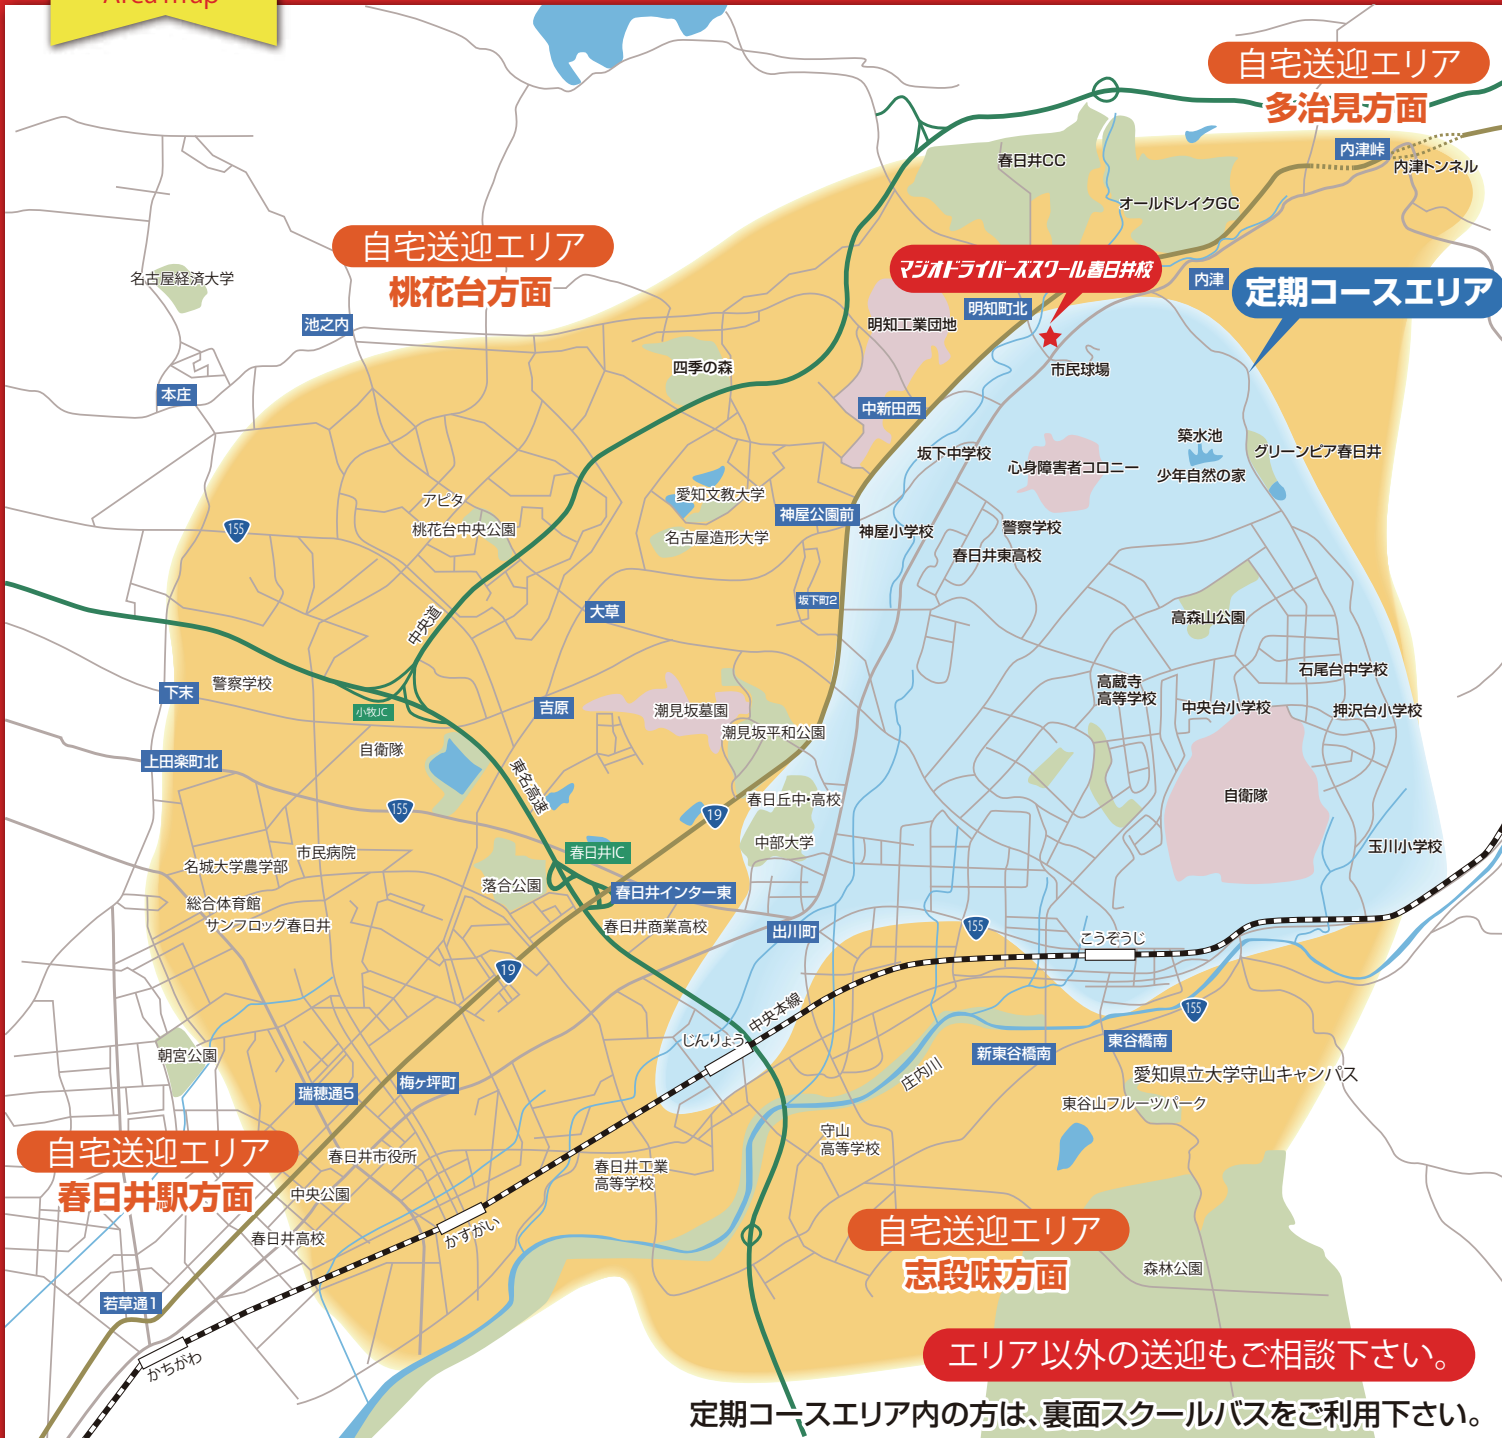 Area map
自宅送迎エリア
多治見方面
内津峠
内津トンネル
春日井CC
オールドレイクGC
自宅送迎エリア
桃花台方面
名古屋経済大学
マジオドライバーズスクール春日井校
内津
定期コースエリア
池之内
明知町北
明知工業団地
四季の森
市民球場
本庄
中新田西
築水池
坂下中学校
グリーンピア春日井
心身障害者コロニー
少年自然の家
アピタ
愛知文教大学
神屋公園前
155
桃花台中央公園
名古屋造形大学
神屋小学校
警察学校
春日井東高校
坂下町2
大草
中央道
高森山公園
石尾台中学校
下末
警察学校
小牧JC
吉原
潮見坂墓園
高蔵寺
高等学校
中央台小学校
押沢台小学校
潮見坂平和公園
自衛隊
上田楽町北
東名高速
155
春日丘中・高校
19
自衛隊
中部大学
玉川小学校
市民病院
春日井IC
名城大学農学部
落合公園
春日井インター東
総合体育館
サンフロッグ春日井
春日井商業高校
出川町
155
こうぞうじ
19
中央本線
155
じんりょう
東谷橋南
新東谷橋南
朝宮公園
庄内川
愛知県立大学守山キャンパス
梅ヶ坪町
瑞穂通5
東谷山フルーツパーク
守山
高等学校
自宅送迎エリア
春日井駅方面
春日井市役所
春日井工業
高等学校
中央公園
かすがい
春日井高校
自宅送迎エリア
志段味方面
森林公園
若草通1
かちがわ
エリア以外の送迎もご相談下さい。
定期コースエリア内の方は、裏面スクールバスをご利用下さい。